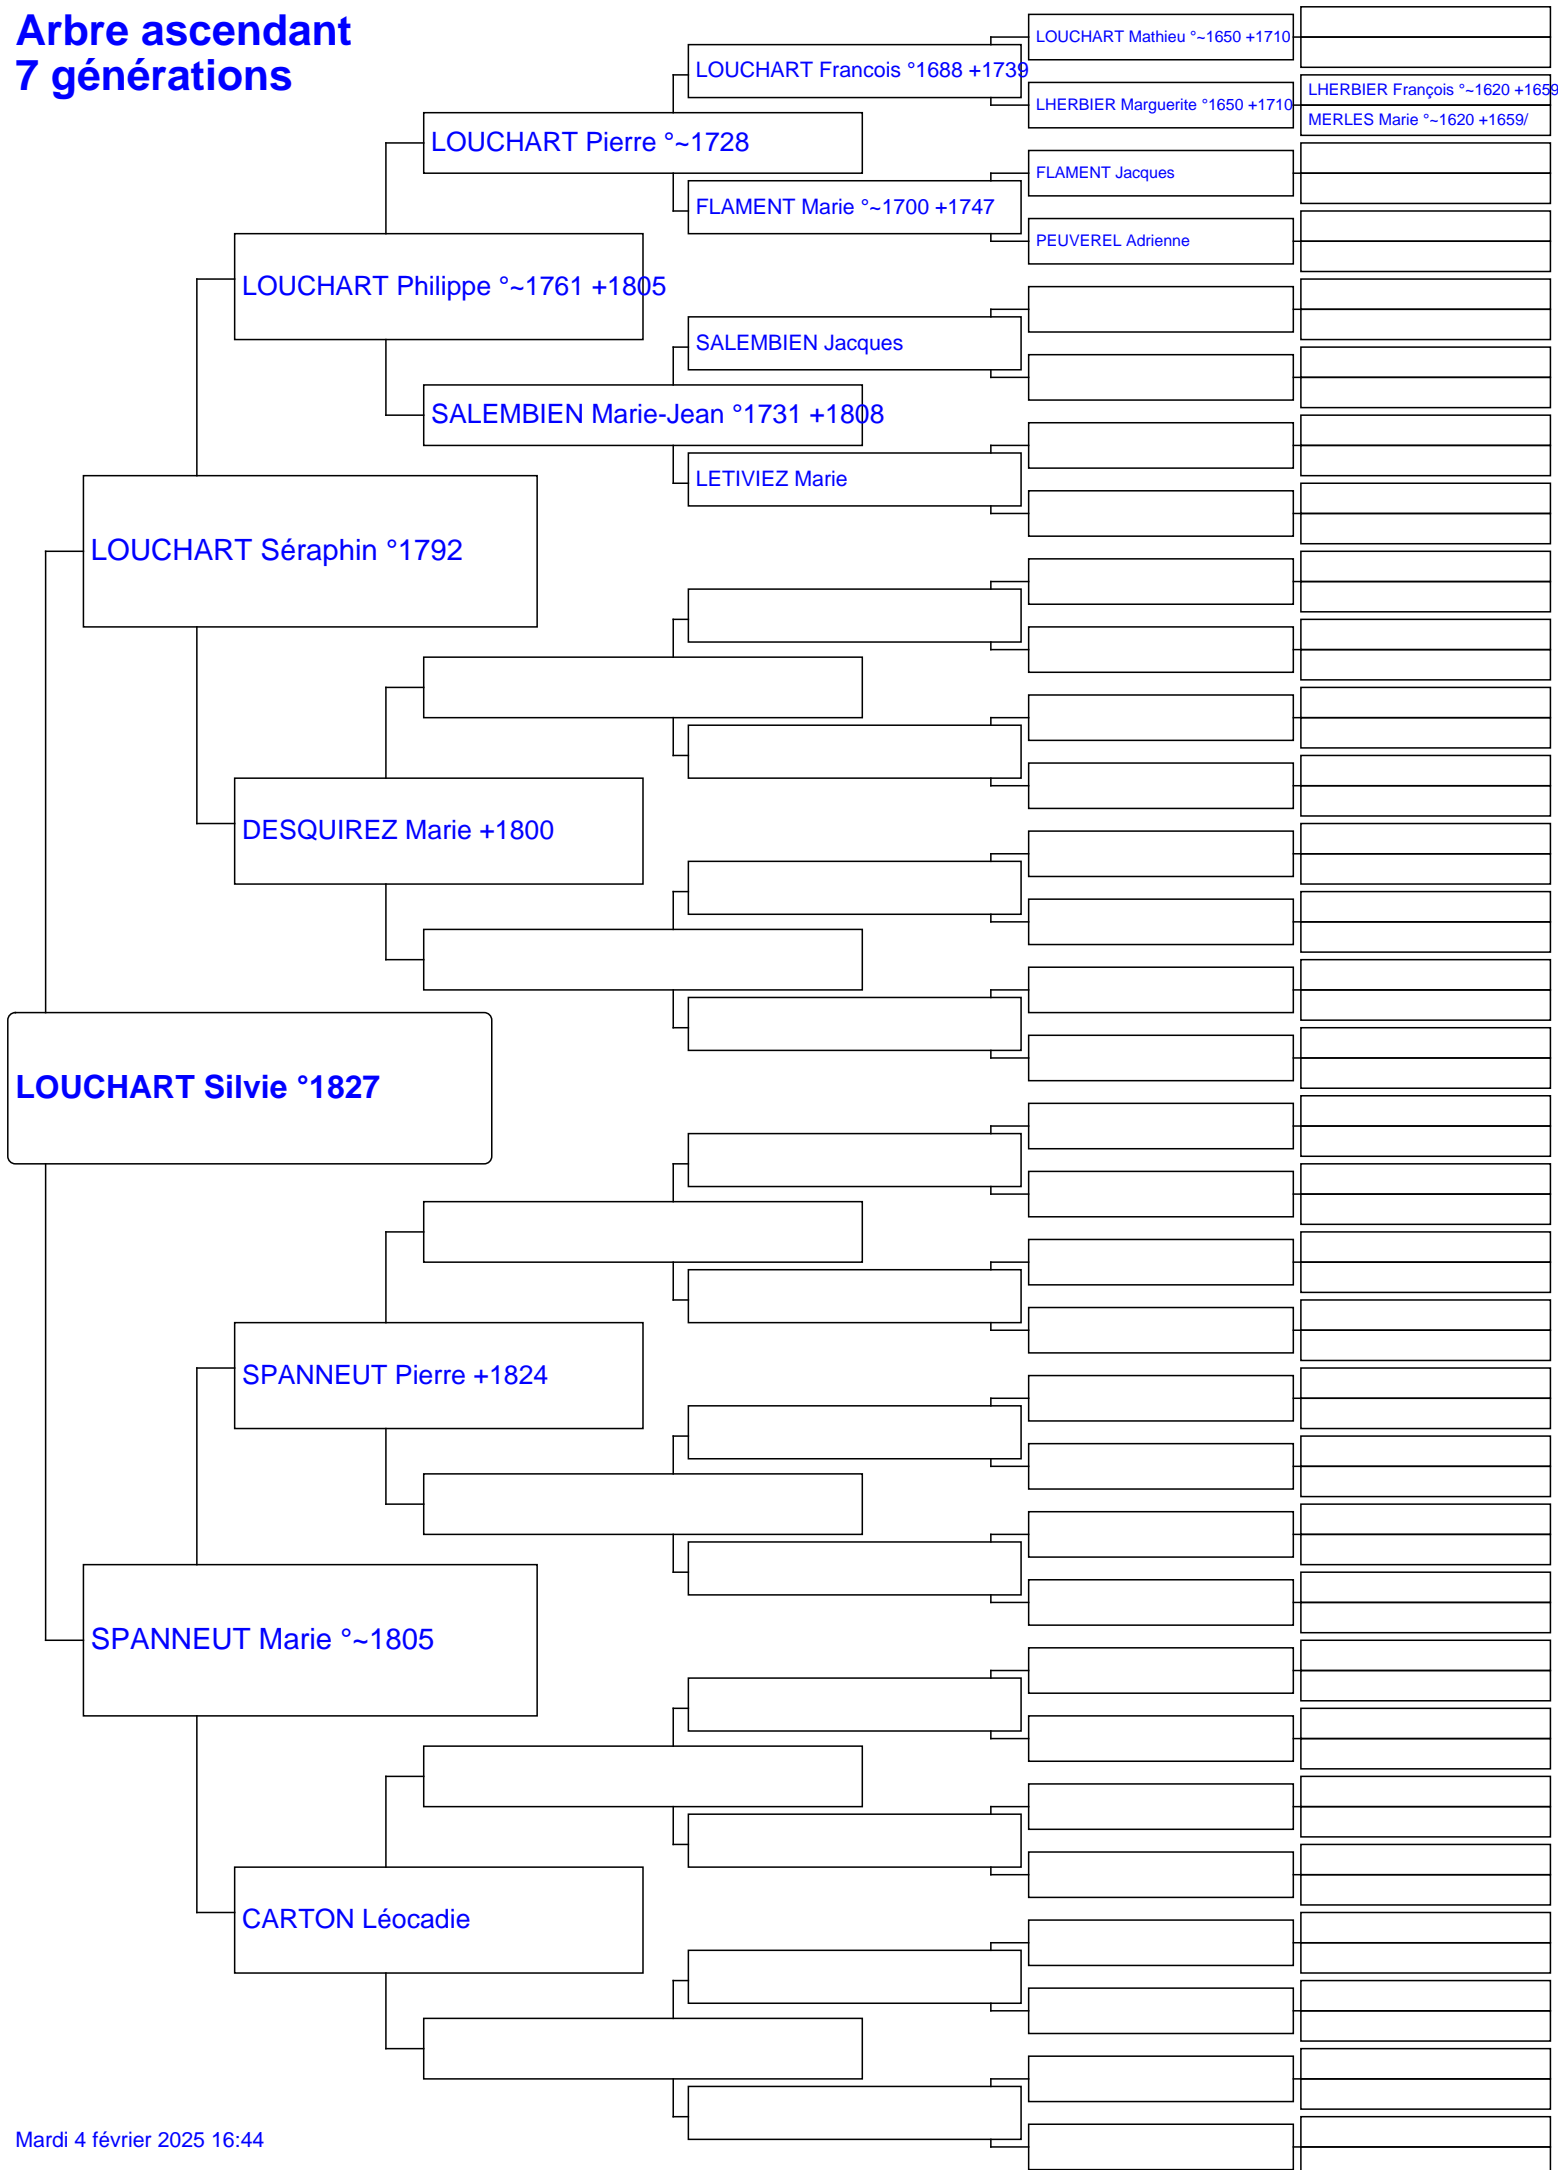 Arbre ascendant
7 générations
LOUCHART Mathieu °~1650 +1710
LOUCHART Francois °1688 +1739
LHERBIER François °~1620 +1659
LHERBIER Marguerite °1650 +1710
MERLES Marie °~1620 +1659/
LOUCHART Pierre °~1728
FLAMENT Jacques
FLAMENT Marie °~1700 +1747
PEUVEREL Adrienne
LOUCHART Philippe °~1761 +1805
SALEMBIEN Jacques
SALEMBIEN Marie-Jean °1731 +1808
LETIVIEZ Marie
LOUCHART Séraphin °1792
DESQUIREZ Marie +1800
LOUCHART Silvie °1827
SPANNEUT Pierre +1824
SPANNEUT Marie °~1805
CARTON Léocadie
Mardi 4 février 2025 16:44